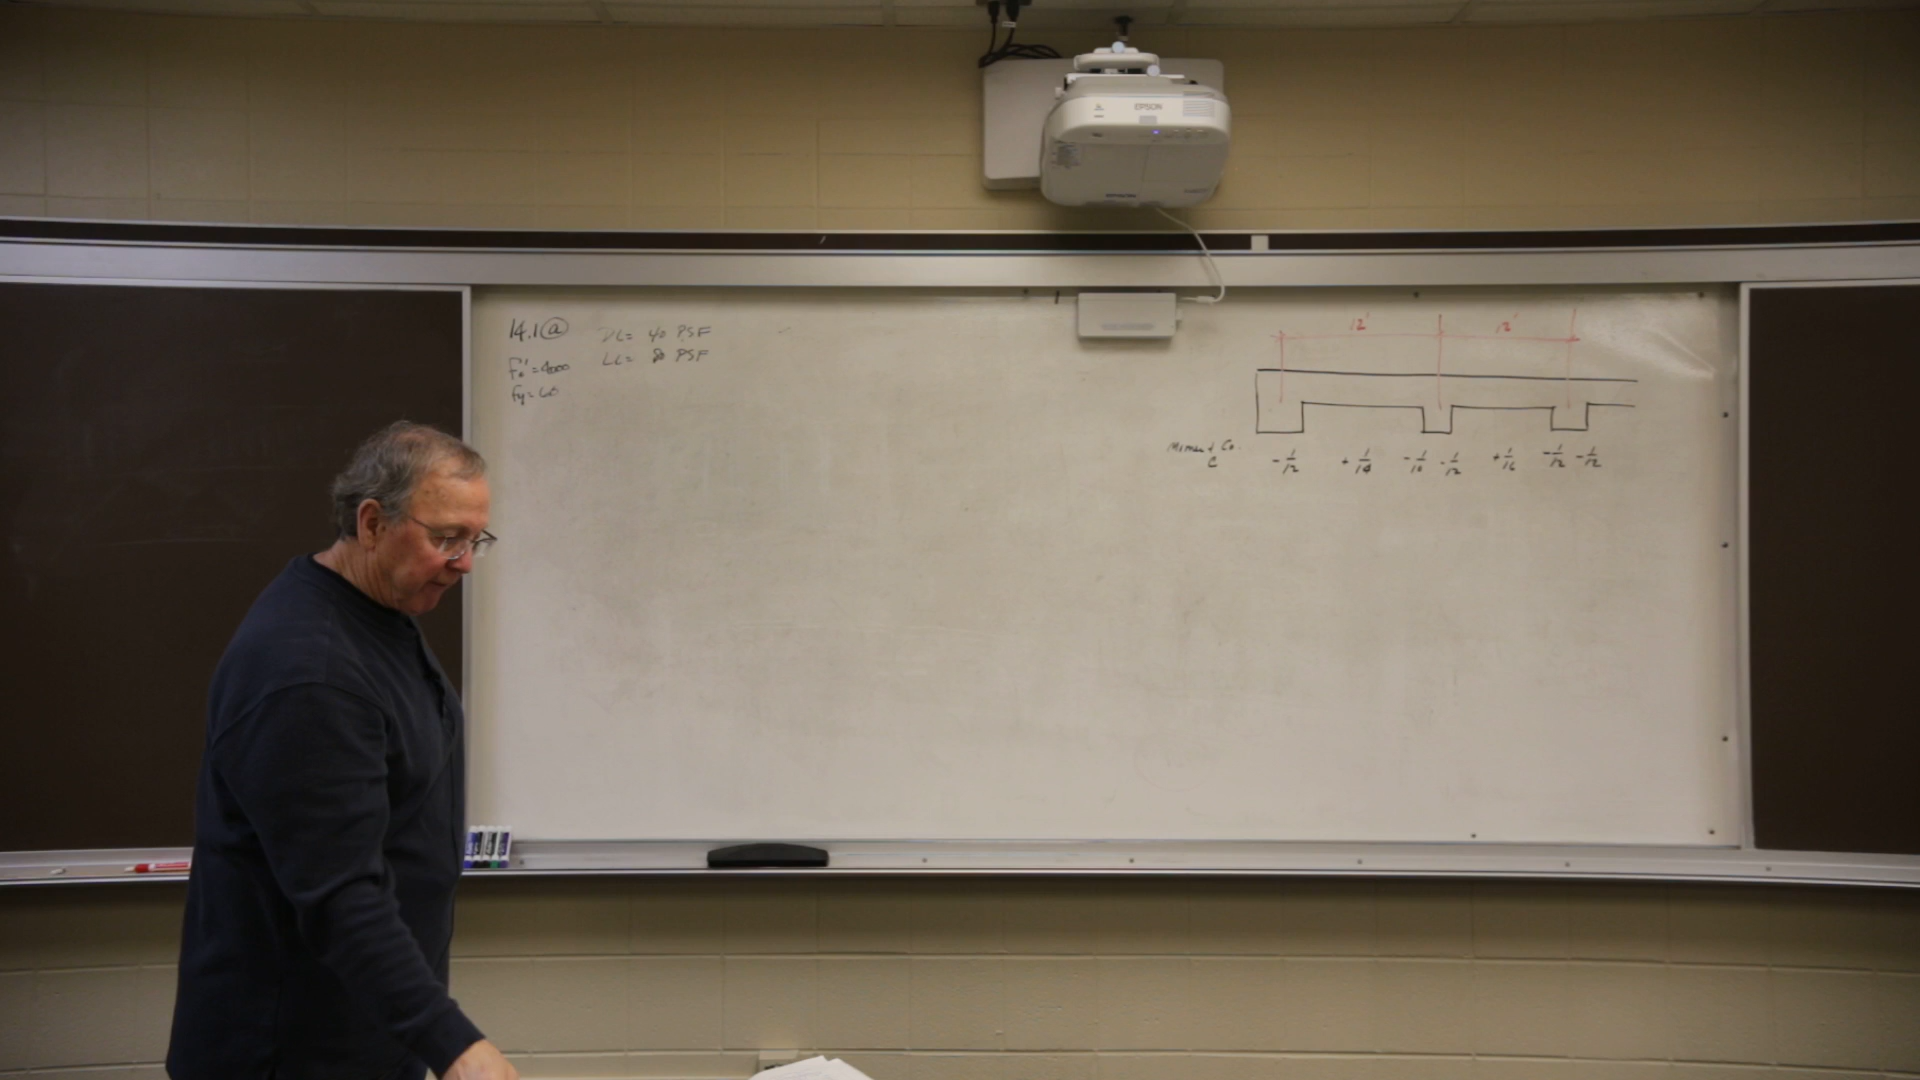 EPSON
14.1 ⓐ
DL= 40 PSF
LL= 80 PSF
Fc'=4000
Fy=60
12' 12'
Moment Co.
C -1/12 +1/14 -1/10 -1/12 +1/16 -1/12 -1/12